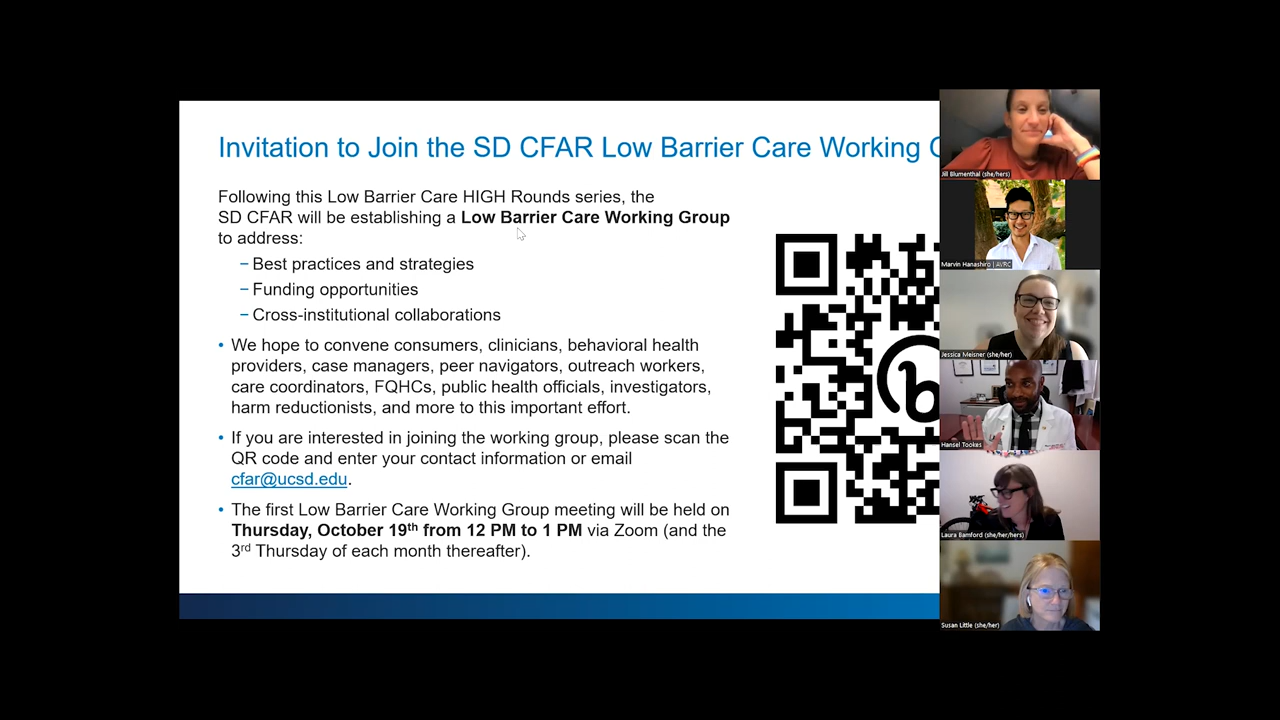 Invitation to Join the SD CFAR Low Barrier Care Working
Following this Low Barrier Care HIGH Rounds series, the
SD CFAR will be establishing a Low Barrier Care Working Group
to address:
– Best practices and strategies
– Funding opportunities
– Cross-institutional collaborations
• We hope to convene consumers, clinicians, behavioral health
providers, case managers, peer navigators, outreach workers,
care coordinators, FQHCs, public health officials, investigators,
harm reductionists, and more to this important effort.
• If you are interested in joining the working group, please scan the
QR code and enter your contact information or email
cfar@ucsd.edu.
• The first Low Barrier Care Working Group meeting will be held on
Thursday, October 19th from 12 PM to 1 PM via Zoom (and the
3rd Thursday of each month thereafter).
Jill Blumenthal (she/hers)
Marvin Hanashiro | AVRC
Jessica Meisner (she/her)
Hansel Tookes
Laura Bamford (she/her/hers)
Susan Little (she/her)